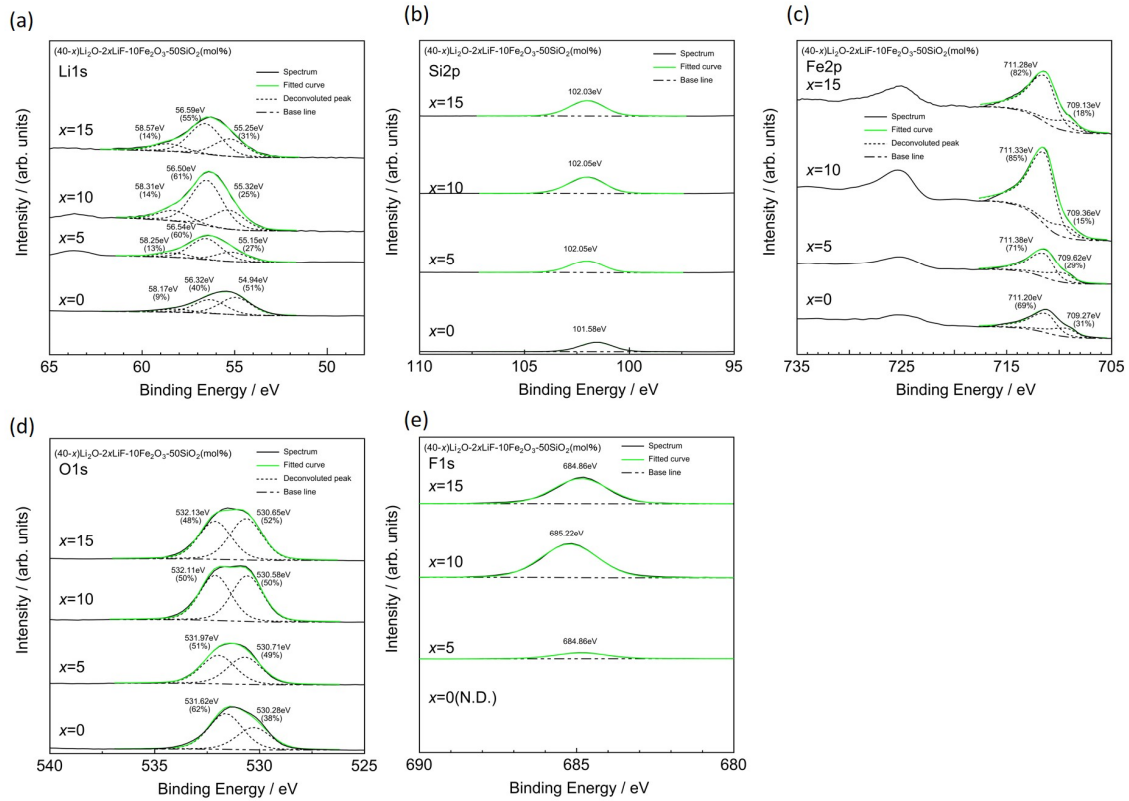 (a)
(40-x)Li₂O-2xLiF-10Fe₂O₃-50SiO₂(mol%)
Li1s
Spectrum
Fitted curve
Deconvoluted peak
Base line
x=15
58.57eV
(14%)
56.59eV
(55%)
55.25eV
(31%)
x=10
58.31eV
(14%)
56.50eV
(61%)
55.32eV
(25%)
x=5
58.25eV
(13%)
56.54eV
(60%)
55.15eV
(27%)
x=0
58.17eV
(9%)
56.32eV
(40%)
54.94eV
(51%)
65
60
55
50
Binding Energy / eV
Intensity / (arb. units)
(b)
(40-x)Li₂O-2xLiF-10Fe₂O₃-50SiO₂(mol%)
Si2p
Spectrum
Fitted curve
Base line
x=15
102.03eV
x=10
102.05eV
x=5
102.05eV
x=0
101.58eV
110
105
100
95
Binding Energy / eV
Intensity / (arb. units)
(c)
(40-x)Li₂O-2xLiF-10Fe₂O₃-50SiO₂(mol%)
Fe2p
x=15
711.28eV
(82%)
709.13eV
(18%)
Spectrum
Fitted curve
Deconvoluted peak
Base line
x=10
711.33eV
(85%)
709.36eV
(15%)
x=5
711.38eV
(71%)
709.62eV
(29%)
x=0
711.20eV
(69%)
709.27eV
(31%)
735
725
715
705
Binding Energy / eV
Intensity / (arb. units)
(d)
(40-x)Li₂O-2xLiF-10Fe₂O₃-50SiO₂(mol%)
O1s
Spectrum
Fitted curve
Deconvoluted peak
Base line
x=15
532.13eV
(48%)
530.65eV
(52%)
x=10
532.11eV
(50%)
530.58eV
(50%)
x=5
531.97eV
(51%)
530.71eV
(49%)
x=0
531.62eV
(62%)
530.28eV
(38%)
540
535
530
525
Binding Energy / eV
Intensity / (arb. units)
(e)
(40-x)Li₂O-2xLiF-10Fe₂O₃-50SiO₂(mol%)
F1s
Spectrum
Fitted curve
Base line
x=15
684.86eV
x=10
685.22eV
x=5
684.86eV
x=0(N.D.)
690
685
680
Binding Energy / eV
Intensity / (arb. units)